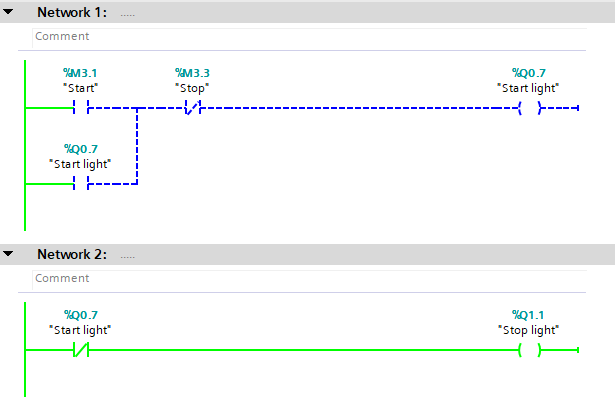 Network 1: .....
Comment
%M3.1 %M3.3 %Q0.7
"Start" "Stop" "Start light"
%Q0.7
"Start light"
Network 2: .....
Comment
%Q0.7 %Q1.1
"Start light" "Stop light"